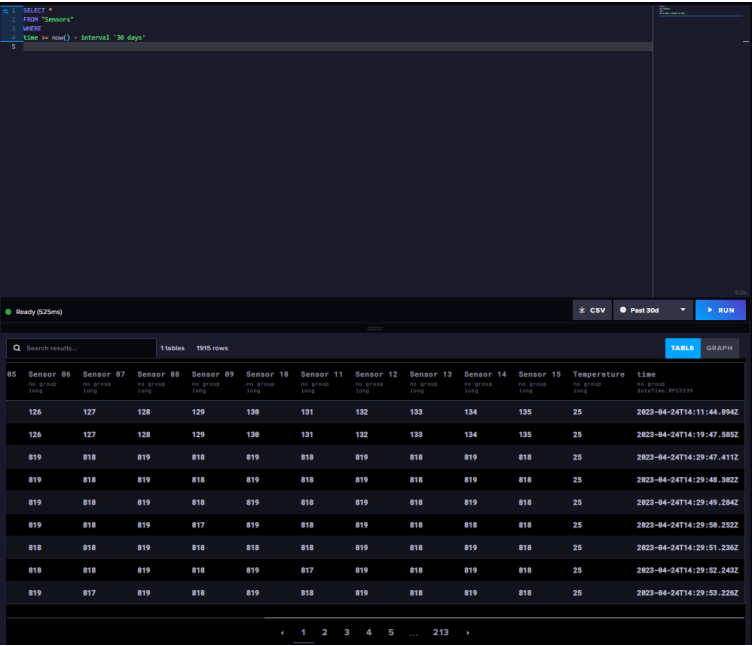 1 SELECT *
2 FROM "Sensors"
3 WHERE
4 time >= now() - interval '30 days'
5
SQL
Ready (525ms)
CSV
Past 30d
RUN
Search results...
1 tables
1915 rows
TABLE
GRAPH
05 Sensor 06 Sensor 07 Sensor 08 Sensor 09 Sensor 10 Sensor 11 Sensor 12 Sensor 13 Sensor 14 Sensor 15 Temperature time
no group no group no group no group no group no group no group no group no group no group no group no group
long long long long long long long long long long long dateTime:RFC3339
126 127 128 129 130 131 132 133 134 135 25 2023-04-24T14:11:44.894Z
126 127 128 129 130 131 132 133 134 135 25 2023-04-24T14:19:47.585Z
819 818 819 818 819 818 819 818 819 818 25 2023-04-24T14:29:47.411Z
819 818 819 818 819 818 819 818 819 818 25 2023-04-24T14:29:48.302Z
819 818 819 818 819 818 819 818 819 818 25 2023-04-24T14:29:49.284Z
819 818 819 817 819 818 819 818 818 818 25 2023-04-24T14:29:50.252Z
818 818 819 818 818 818 819 818 819 818 25 2023-04-24T14:29:51.236Z
818 818 819 818 819 817 819 818 819 818 25 2023-04-24T14:29:52.243Z
819 817 819 818 819 818 819 818 819 818 25 2023-04-24T14:29:53.226Z
1 2 3 4 5 ... 213